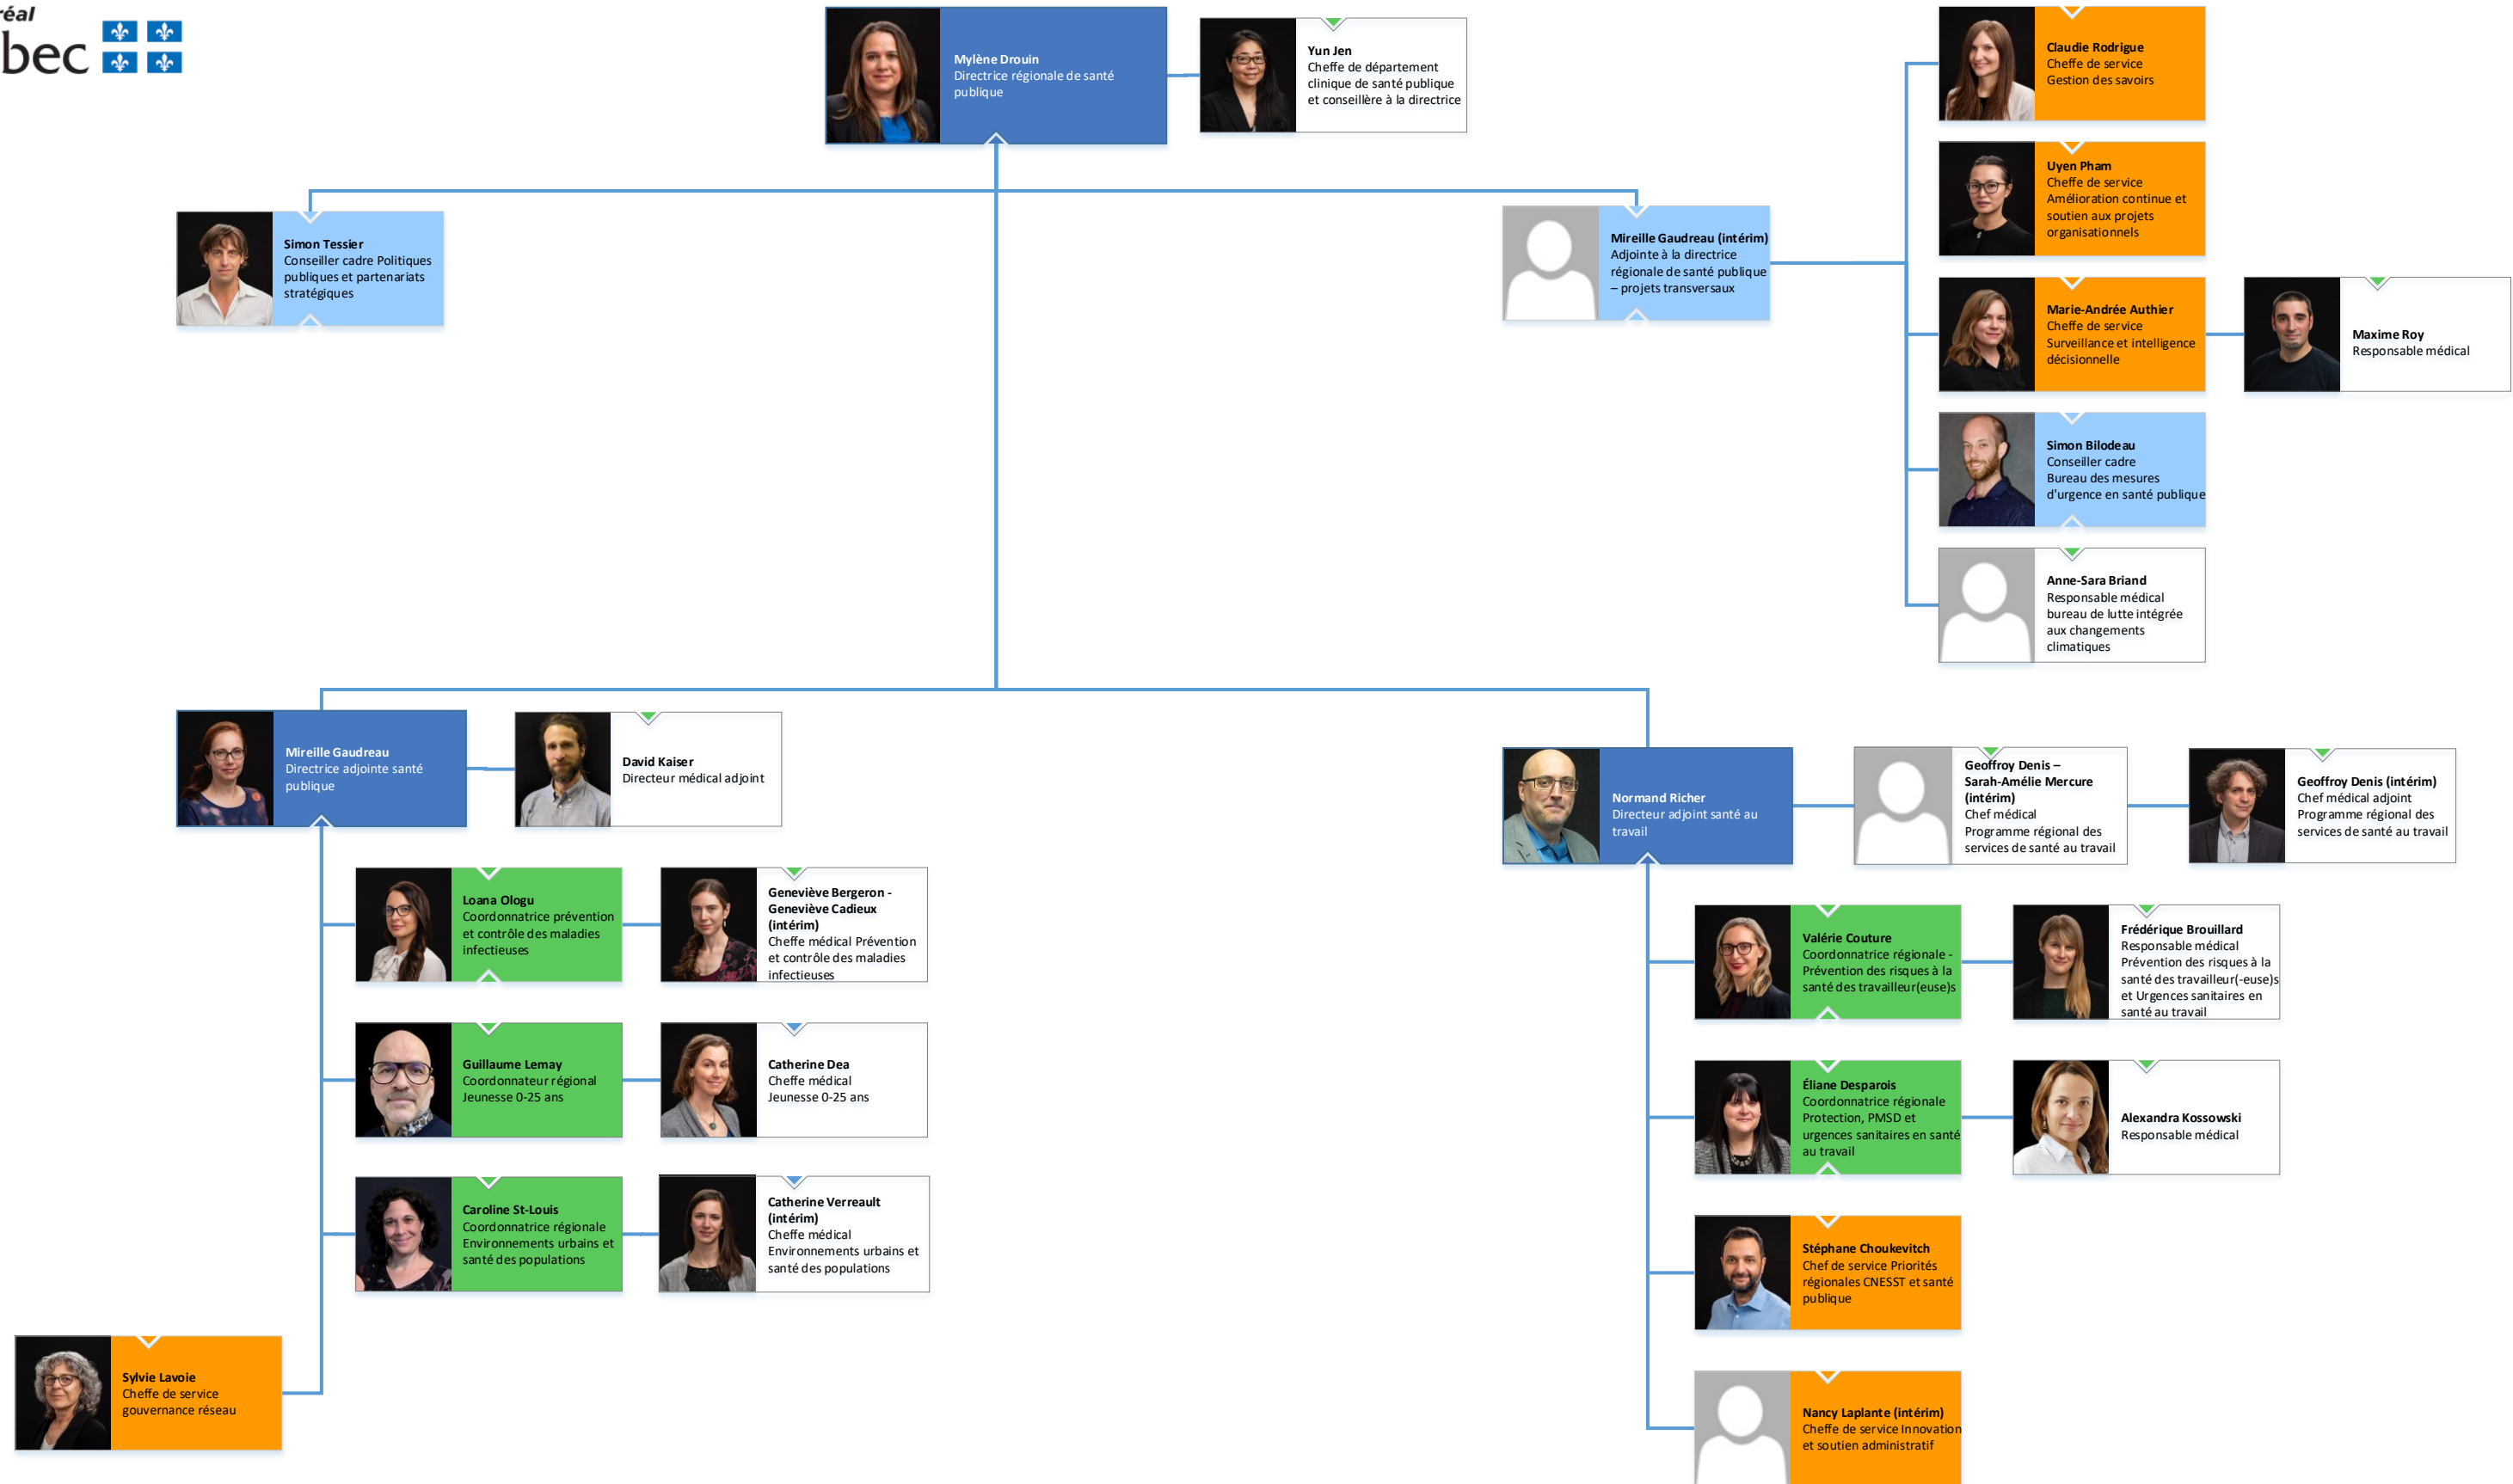 réal
bec
Mylène Drouin
Directrice régionale de santé
publique
Yun Jen
Cheffe de département
clinique de santé publique
et conseillère à la directrice
Claudie Rodrigue
Cheffe de service
Gestion des savoirs
Uyen Pham
Cheffe de service
Amélioration continue et
soutien aux projets
organisationnels
Simon Tessier
Conseiller cadre Politiques
publiques et partenariats
stratégiques
Mireille Gaudreau (intérim)
Adjointe à la directrice
régionale de santé publique
– projets transversaux
Marie-Andrée Authier
Cheffe de service
Surveillance et intelligence
décisionnelle
Maxime Roy
Responsable médical
Simon Bilodeau
Conseiller cadre
Bureau des mesures
d'urgence en santé publique
Anne-Sara Briand
Responsable médical
bureau de lutte intégrée
aux changements
climatiques
Mireille Gaudreau
Directrice adjointe santé
publique
David Kaiser
Directeur médical adjoint
Normand Richer
Directeur adjoint santé au
travail
Geoffroy Denis –
Sarah-Amélie Mercure
(intérim)
Chef médical
Programme régional des
services de santé au travail
Geoffroy Denis (intérim)
Chef médical adjoint
Programme régional des
services de santé au travail
Loana Ologu
Coordonnatrice prévention
et contrôle des maladies
infectieuses
Geneviève Bergeron -
Geneviève Cadieux
(intérim)
Cheffe médical Prévention
et contrôle des maladies
infectieuses
Valérie Couture
Coordonnatrice régionale -
Prévention des risques à la
santé des travailleur(euse)s
Frédérique Brouillard
Responsable médical
Prévention des risques à la
santé des travailleur(-euse)s
et Urgences sanitaires en
santé au travail
Guillaume Lemay
Coordonnateur régional
Jeunesse 0-25 ans
Catherine Dea
Cheffe médical
Jeunesse 0-25 ans
Éliane Desparois
Coordonnatrice régionale
Protection, PMSD et
urgences sanitaires en santé
au travail
Alexandra Kossowski
Responsable médical
Caroline St-Louis
Coordonnatrice régionale
Environnements urbains et
santé des populations
Catherine Verreault
(intérim)
Cheffe médical
Environnements urbains et
santé des populations
Stéphane Choukevitch
Chef de service Priorités
régionales CNESST et santé
publique
Sylvie Lavoie
Cheffe de service
gouvernance réseau
Nancy Laplante (intérim)
Cheffe de service Innovation
et soutien administratif